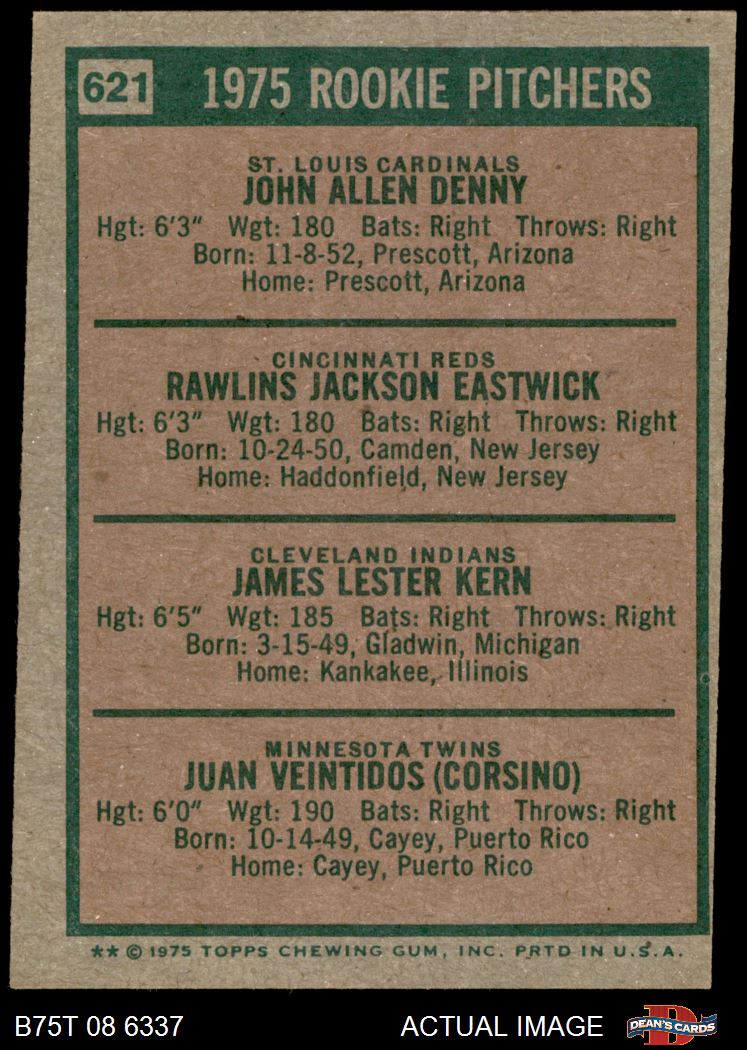 621 1975 ROOKIE PITCHERS
ST. LOUIS CARDINALS
JOHN ALLEN DENNY
Hgt: 6'3" Wgt: 180 Bats: Right Throws: Right
Born: 11-8-52, Prescott, Arizona
Home: Prescott, Arizona
CINCINNATI REDS
RAWLINS JACKSON EASTWICK
Hgt: 6'3" Wgt: 180 Bats: Right Throws: Right
Born: 10-24-50, Camden, New Jersey
Home: Haddonfield, New Jersey
CLEVELAND INDIANS
JAMES LESTER KERN
Hgt: 6'5" Wgt: 185 Bats: Right Throws: Right
Born: 3-15-49, Gladwin, Michigan
Home: Kankakee, Illinois
MINNESOTA TWINS
JUAN VEINTIDOS (CORSINO)
Hgt: 6'0" Wgt: 190 Bats: Right Throws: Right
Born: 10-14-49, Cayey, Puerto Rico
Home: Cayey, Puerto Rico
** © 1975 TOPPS CHEWING GUM, INC. PRTD IN U.S.A.
B75T 08 6337 ACTUAL IMAGE D DEAN'S CARDS